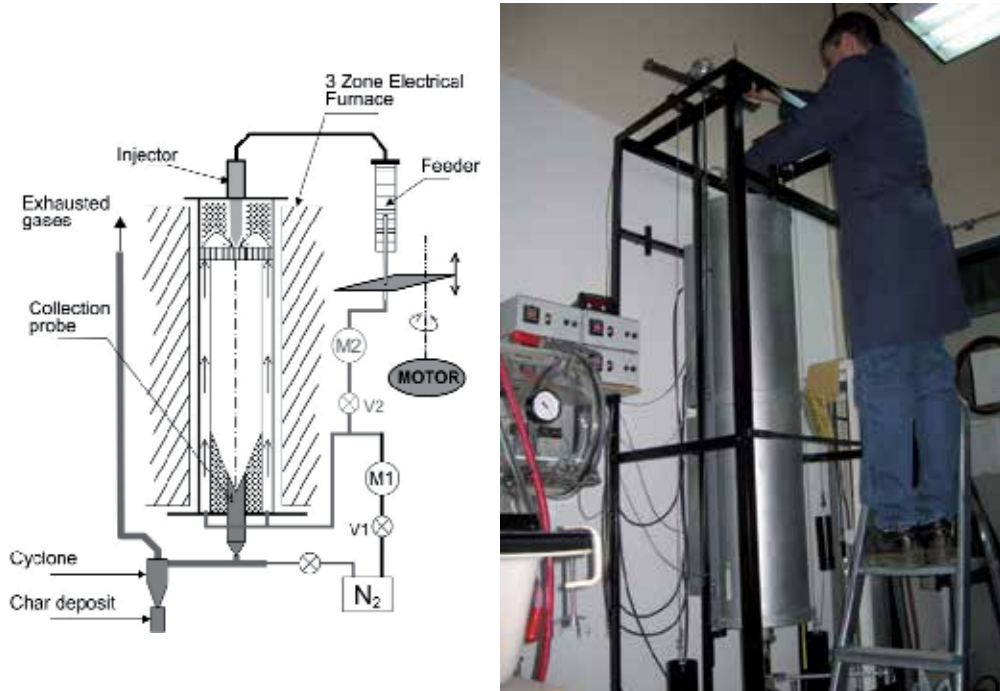 3 Zone Electrical
Furnace
Injector
Feeder
Exhausted
gases
Collection
probe
M2
MOTOR
V2
M1
V1
Cyclone
N2
Char deposit